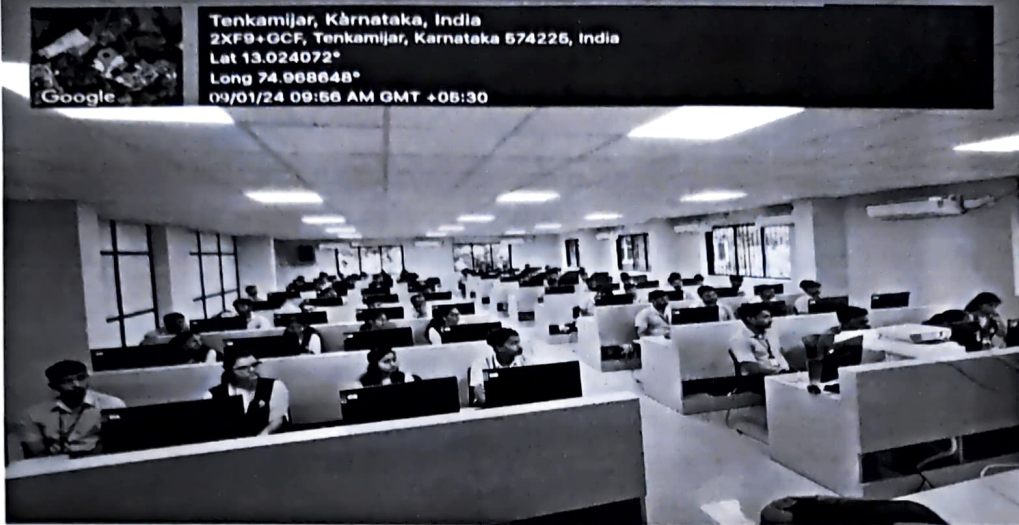 Tenkamijar, Karnataka, India
2XF9+GCF, Tenkamijar, Karnataka 574225, India
Lat 13.024072°
Long 74.968648°
09/01/24 09:56 AM GMT +05:30
Google